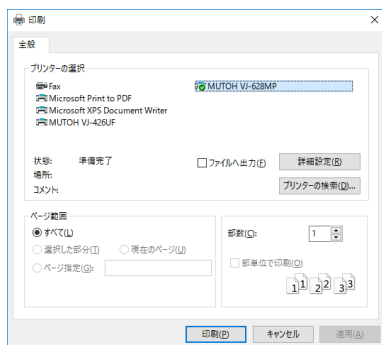 印刷
全般
プリンターの選択
Fax
Microsoft Print to PDF
Microsoft XPS Document Writer
MUTOH VJ-426UF
MUTOH VJ-628MP
状態: 準備完了
場所:
コメント:
ファイルへ出力(F)
詳細設定(R)
プリンターの検索(D)...
ページ範囲
すべて(L)
選択した部分(T) 現在のページ(U)
ページ指定(G):
部数(C): 1
部単位で印刷(O)
1 1 2 2 3 3
印刷(P) キャンセル 適用(A)